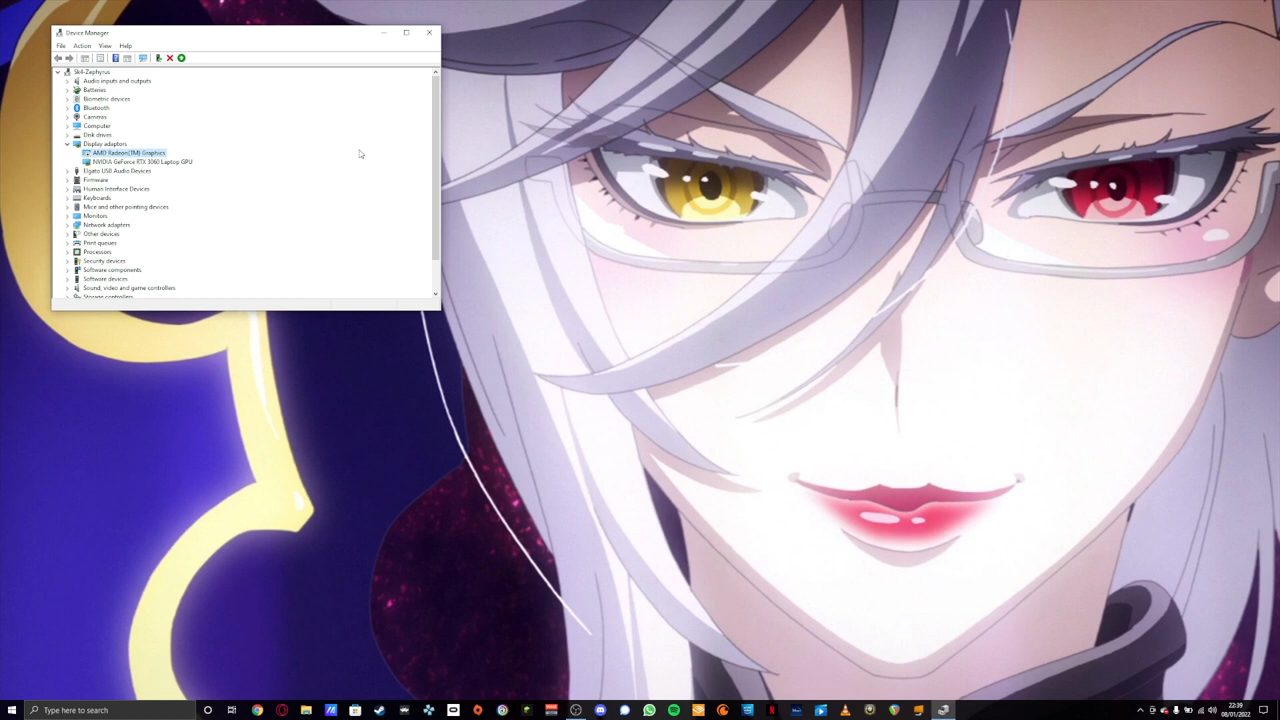 Device Manager
File Action View Help
Sk4-Zephyrus
Audio inputs and outputs
Batteries
Biometric devices
Bluetooth
Cameras
Computer
Disk drives
Display adaptors
AMD Radeon(TM) Graphics
NVIDIA GeForce RTX 3060 Laptop GPU
Elgato USB Audio Devices
Firmware
Human Interface Devices
Keyboards
Mice and other pointing devices
Monitors
Network adapters
Other devices
Print queues
Processors
Security devices
Software components
Software devices
Sound, video and game controllers
Storage controllers
Type here to search
22:39
08/01/2022